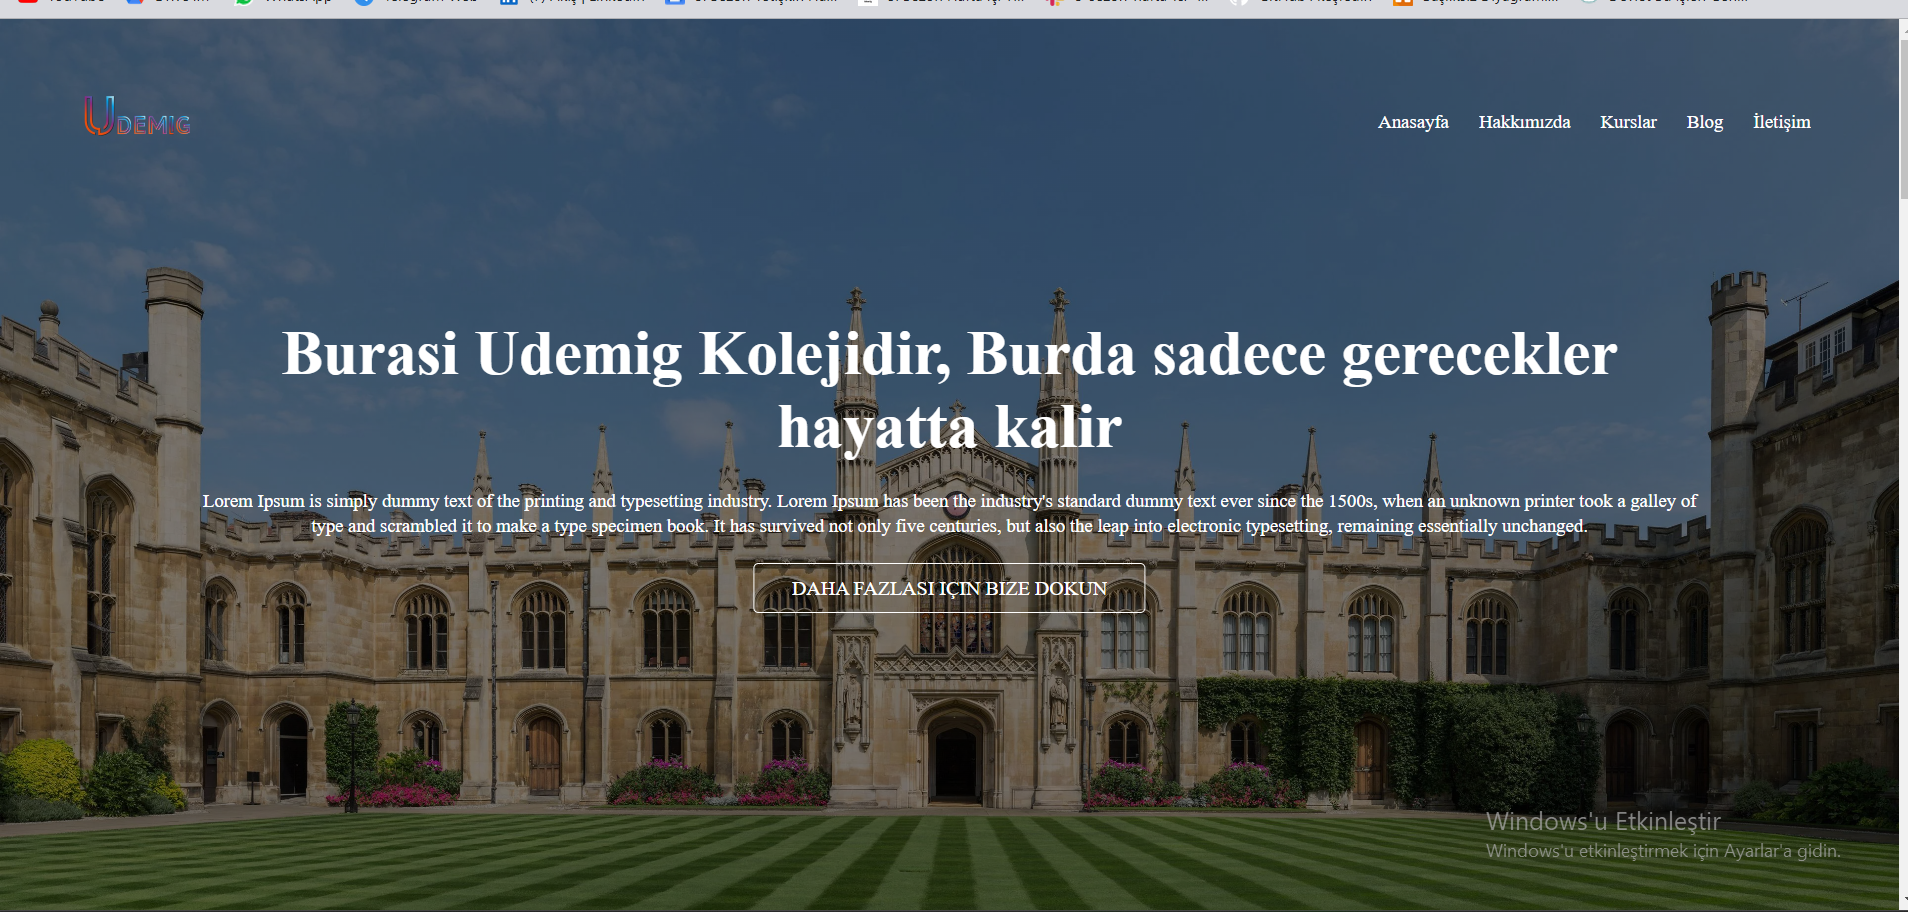 UDEMIG
Anasayfa Hakkımızda Kurslar Blog İletişim
Burasi Udemig Kolejidir, Burda sadece gerecekler
hayatta kalir
Lorem Ipsum is simply dummy text of the printing and typesetting industry. Lorem Ipsum has been the industry's standard dummy text ever since the 1500s, when an unknown printer took a galley of
type and scrambled it to make a type specimen book. It has survived not only five centuries, but also the leap into electronic typesetting, remaining essentially unchanged.
DAHA FAZLASI IÇIN BIZE DOKUN
Windows'u Etkinleştir
Windows'u etkinleştirmek için Ayarlar'a gidin.